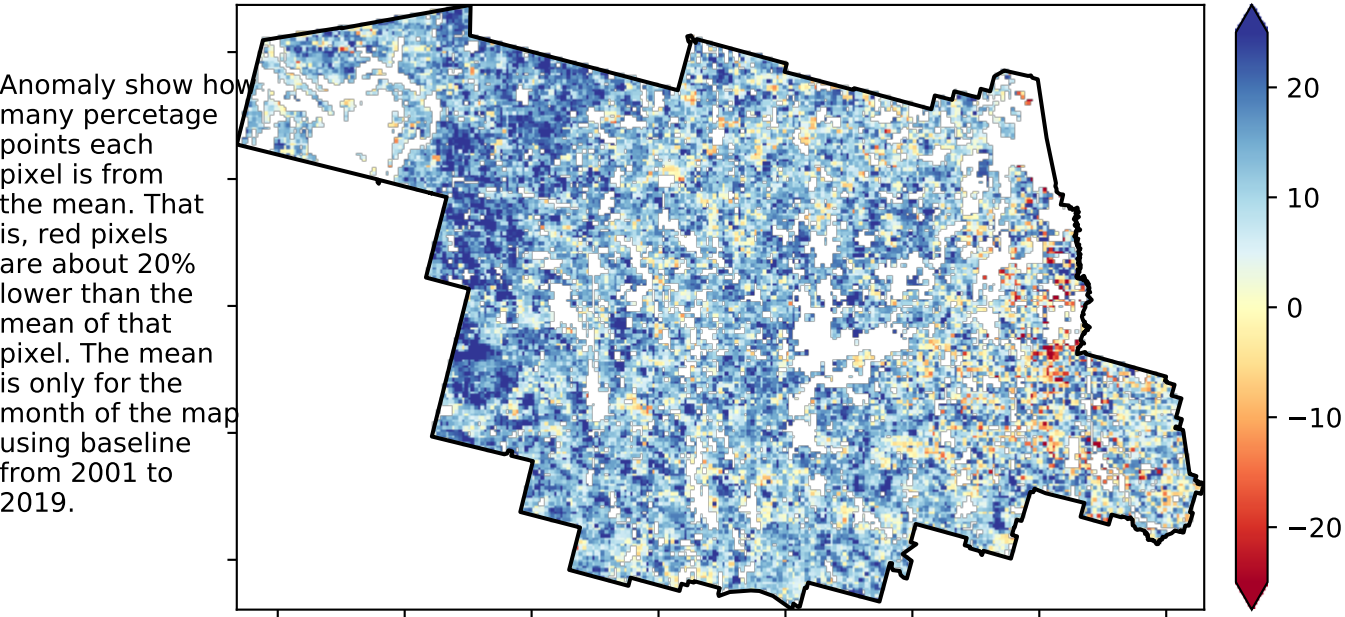 Anomaly show how
many percetage
points each
pixel is from
the mean. That
is, red pixels
are about 20%
lower than the
mean of that
pixel. The mean
is only for the
month of the map
using baseline
from 2001 to
2019.
20
10
0
−10
−20